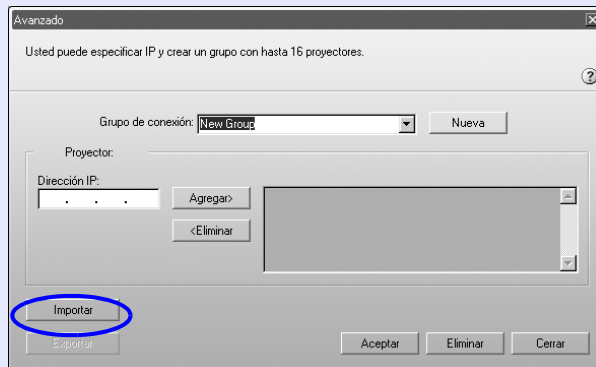 Avanzado
Usted puede especificar IP y crear un grupo con hasta 16 proyectores.
?
Grupo de conexión: New Group Nueva
Proyector:
Dirección IP:
. . .
Agregar>
<Eliminar
Importar
Exportar Aceptar Eliminar Cerrar